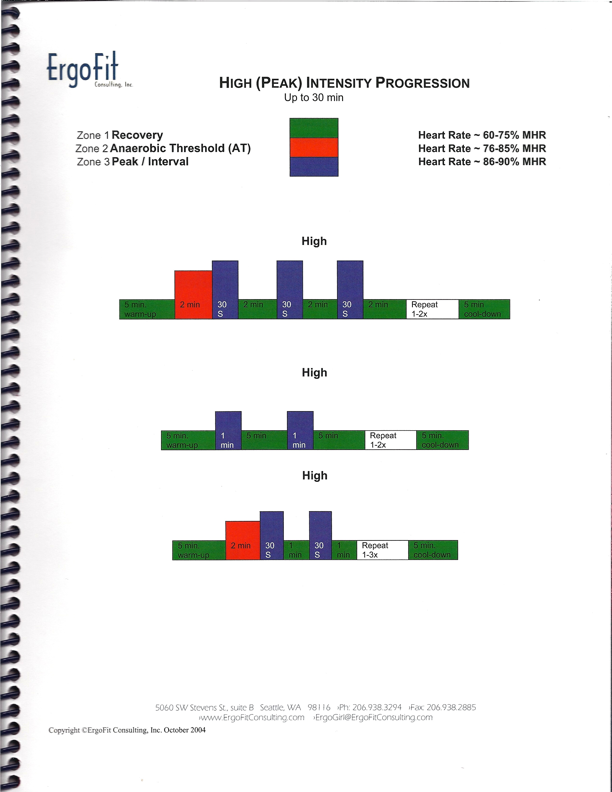 ErgoFit
Consulting, Inc.
HIGH (PEAK) INTENSITY PROGRESSION
Up to 30 min
Zone 1 Recovery
Heart Rate ~ 60-75% MHR
Zone 2 Anaerobic Threshold (AT)
Heart Rate ~ 76-85% MHR
Zone 3 Peak / Interval
Heart Rate ~ 86-90% MHR
High
5 min. warm-up
2 min
30 S
2 min
30 S
2 min
30 S
2 min
Repeat 1-2x
5 min. cool-down
High
5 min. warm-up
1 min
5 min
1 min
5 min
Repeat 1-2x
5 min. cool-down
High
5 min. warm-up
2 min
30 S
1 min
30 S
1 min
Repeat 1-3x
5 min. cool-down
5060 SW Stevens St., suite B Seattle, WA 98116 ›Ph: 206.938.3294 ›Fax: 206.938.2885
›www.ErgoFitConsulting.com ›ErgoGirl@ErgoFitConsulting.com
Copyright ©ErgoFit Consulting, Inc. October 2004